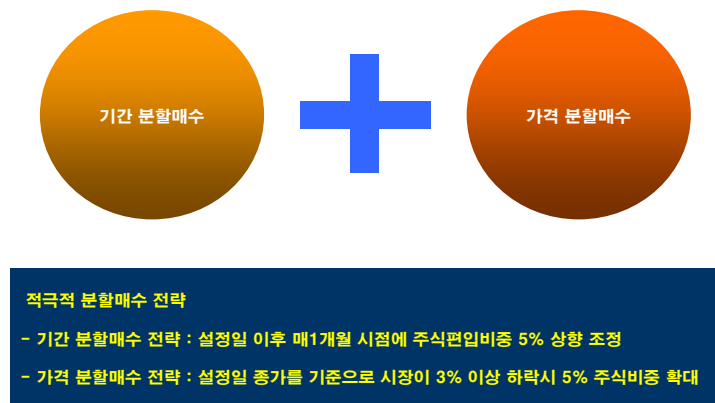 기간 분할매수
가격 분할매수
적극적 분할매수 전략
- 기간 분할매수 전략 : 설정일 이후 매1개월 시점에 주식편입비중 5% 상향 조정
- 가격 분할매수 전략 : 설정일 종가를 기준으로 시장이 3% 이상 하락시 5% 주식비중 확대